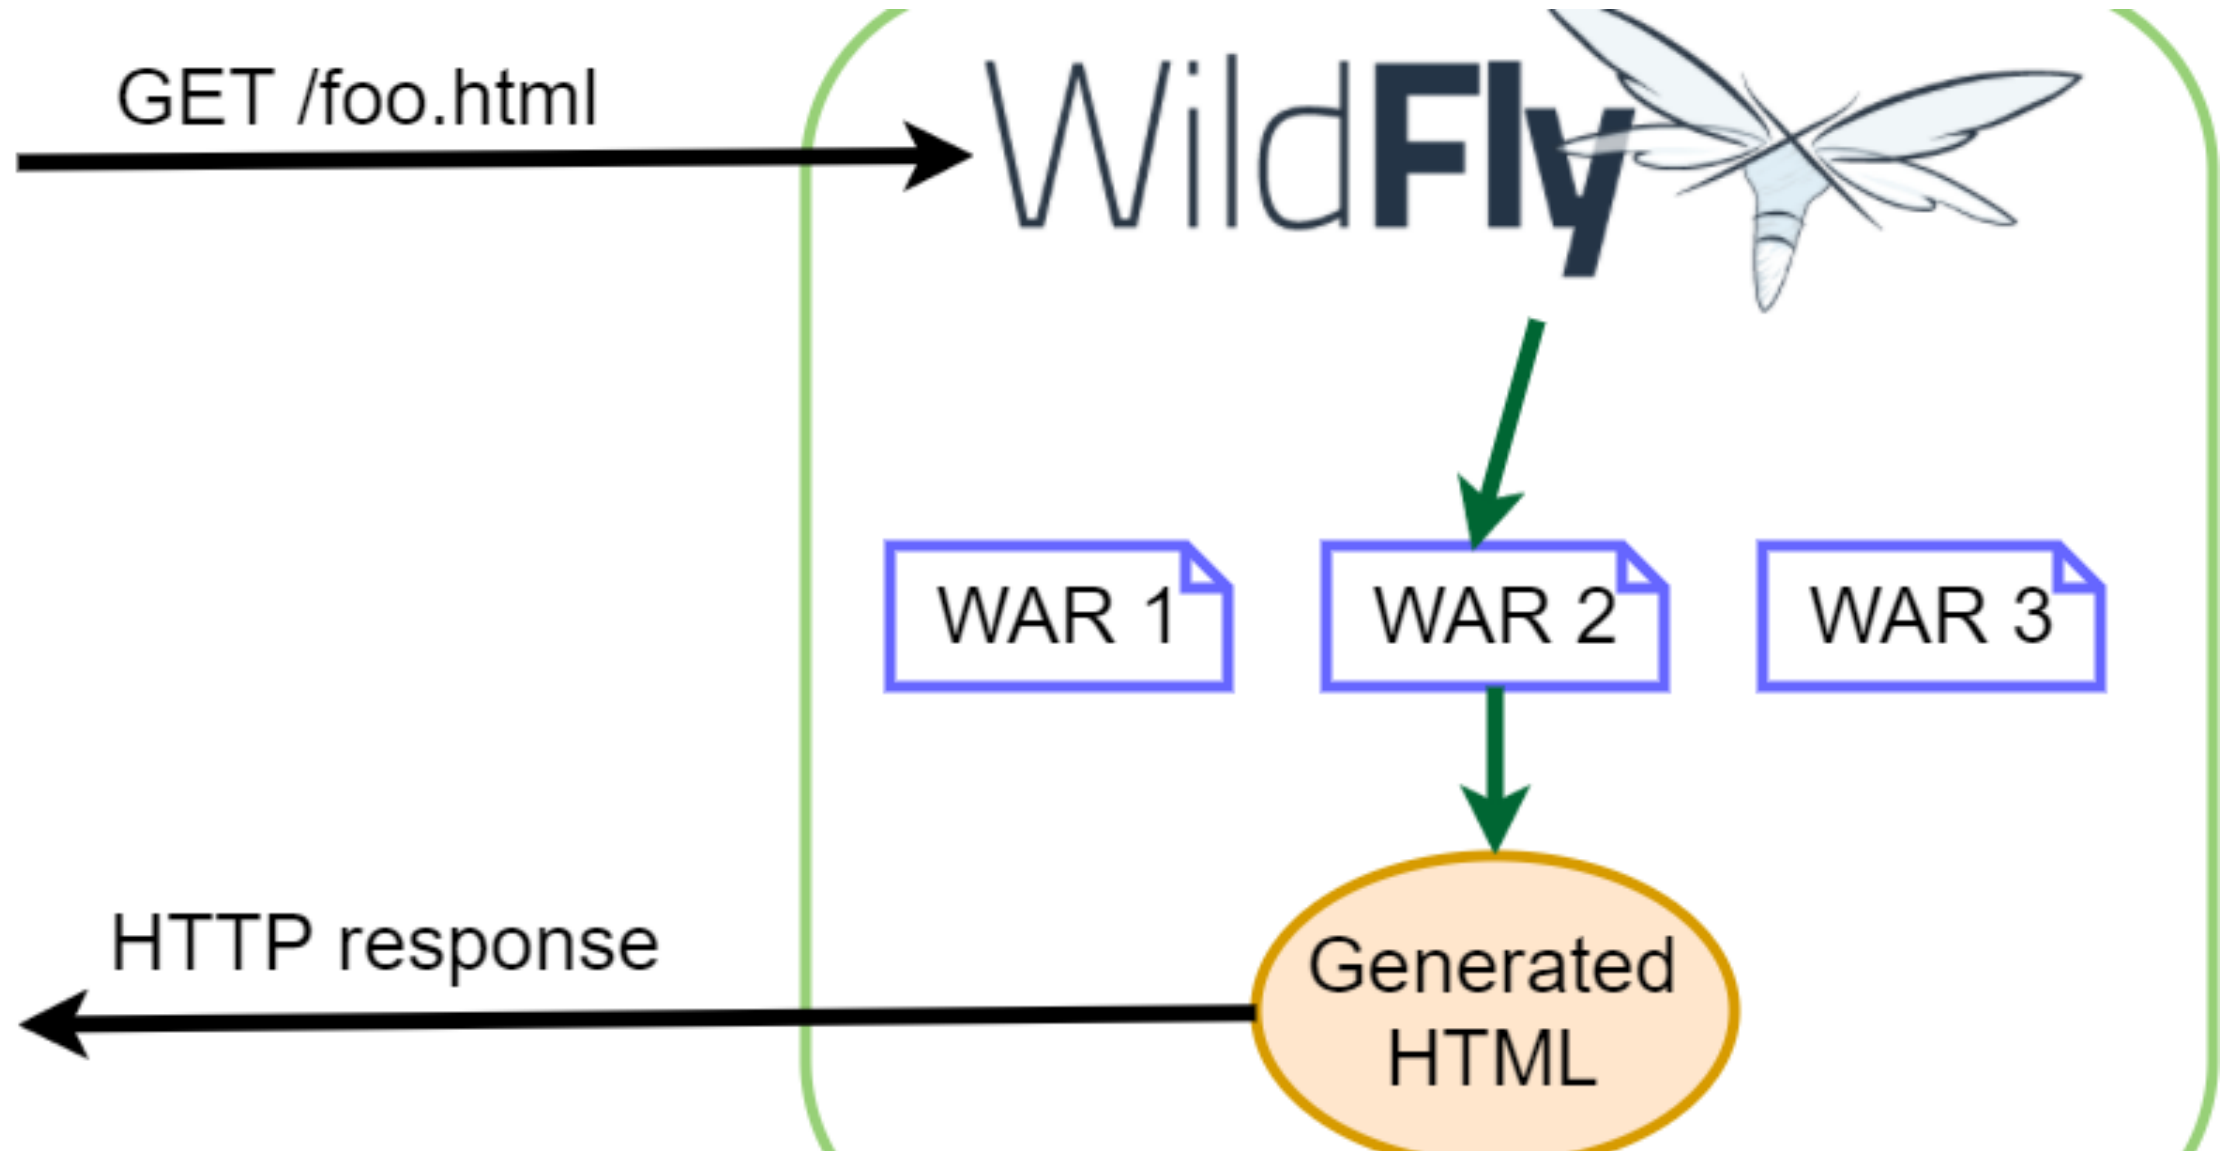 GET /foo.html
WildFly
WAR 1
WAR 2
WAR 3
HTTP response
Generated
HTML